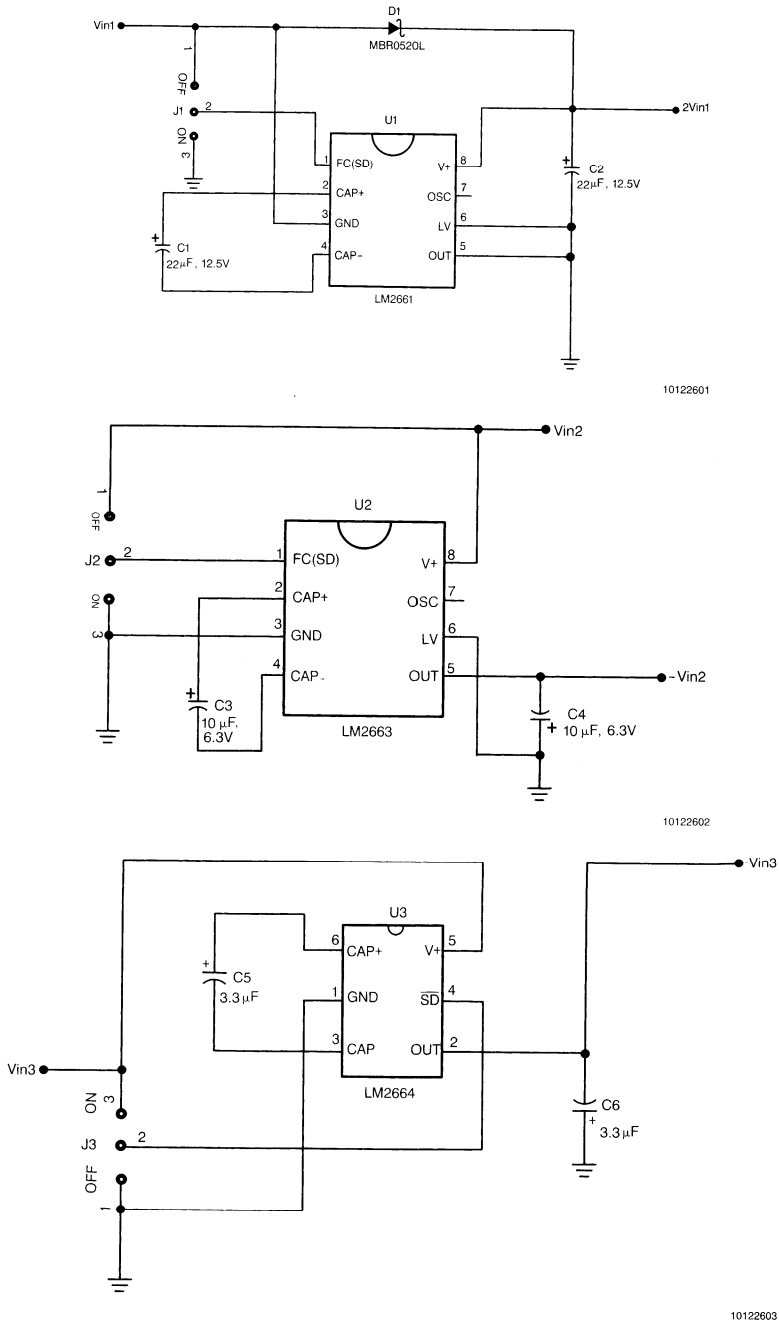 D1
Vin1
MBR0520L
1
OFF
J1 2
ON
3
2Vin1
U1
1 FC(SD)
2 CAP+
3 GND
4 CAP-
V+ 8
OSC 7
LV 6
OUT 5
LM2661
+
C1
22µF, 12.5V
+
C2
22µF, 12.5V
10122601
Vin2
1
OFF
J2 2
ON
3
U2
1 FC(SD)
2 CAP+
3 GND
4 CAP-
V+ 8
OSC 7
LV 6
OUT 5
LM2663
+
C3
10 µF,
6.3V
-Vin2
C4
+ 10 µF, 6.3V
10122602
Vin3
U3
6 CAP+
1 GND
3 CAP
V+ 5
SD 4
OUT 2
LM2664
+
C5
3.3µF
Vin3
ON 3
J3 2
OFF
1
C6
+
3.3µF
10122603